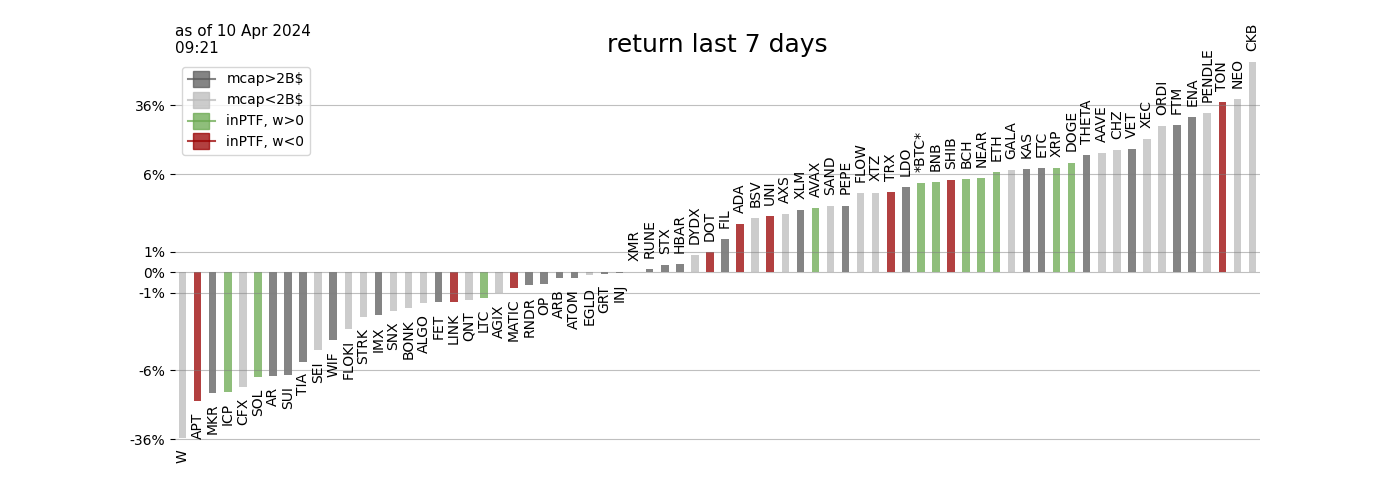 as of 10 Apr 2024
09:21
return last 7 days
mcap>2B$
mcap<2B$
inPTF, w>0
inPTF, w<0
36%
6%
1%
0%
-1%
-6%
-36%
W
APT
MKR
ICP
CFX
SOL
AR
SUI
TIA
SEI
WIF
FLOKI
STRK
IMX
SNX
BONK
ALGO
FET
LINK
QNT
LTC
AGIX
MATIC
RNDR
OP
ARB
ATOM
EGLD
GRT
INJ
XMR
RUNE
STX
HBAR
DYDX
DOT
FIL
ADA
BSV
UNI
AXS
XLM
AVAX
SAND
PEPE
FLOW
XTZ
TRX
LDO
*BTC*
BNB
SHIB
BCH
NEAR
ETH
GALA
KAS
ETC
XRP
DOGE
THETA
AAVE
CHZ
VET
XEC
ORDI
FTM
ENA
PENDLE
TON
NEO
CKB